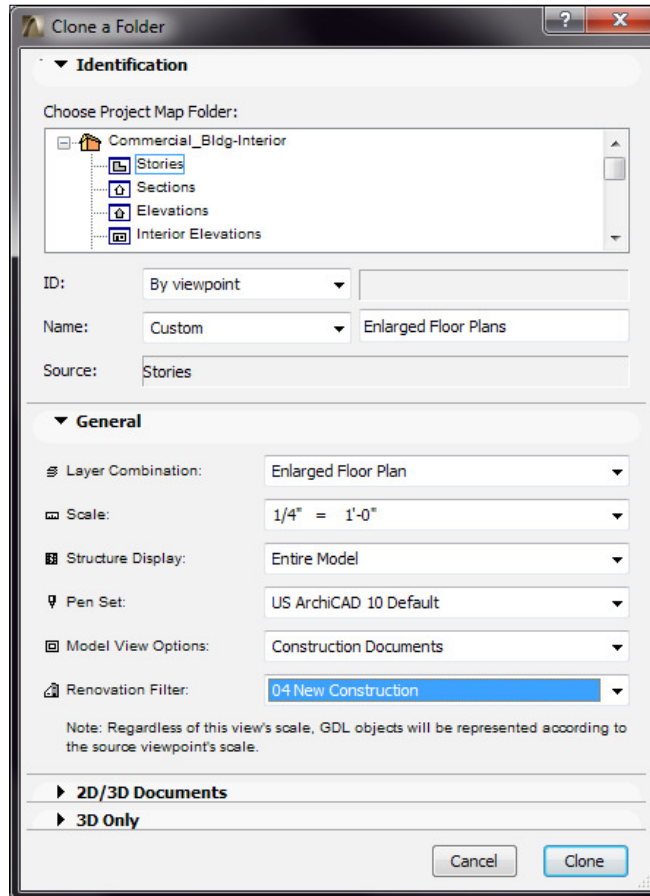 Clone a Folder
? X
Identification
Choose Project Map Folder:
Commercial_Bldg-Interior
Stories
Sections
Elevations
Interior Elevations
ID: By viewpoint
Name: Custom Enlarged Floor Plans
Source: Stories
General
Layer Combination: Enlarged Floor Plan
Scale: 1/4" = 1'-0"
Structure Display: Entire Model
Pen Set: US ArchiCAD 10 Default
Model View Options: Construction Documents
Renovation Filter: 04 New Construction
Note: Regardless of this view's scale, GDL objects will be represented according to
the source viewpoint's scale.
2D/3D Documents
3D Only
Cancel Clone